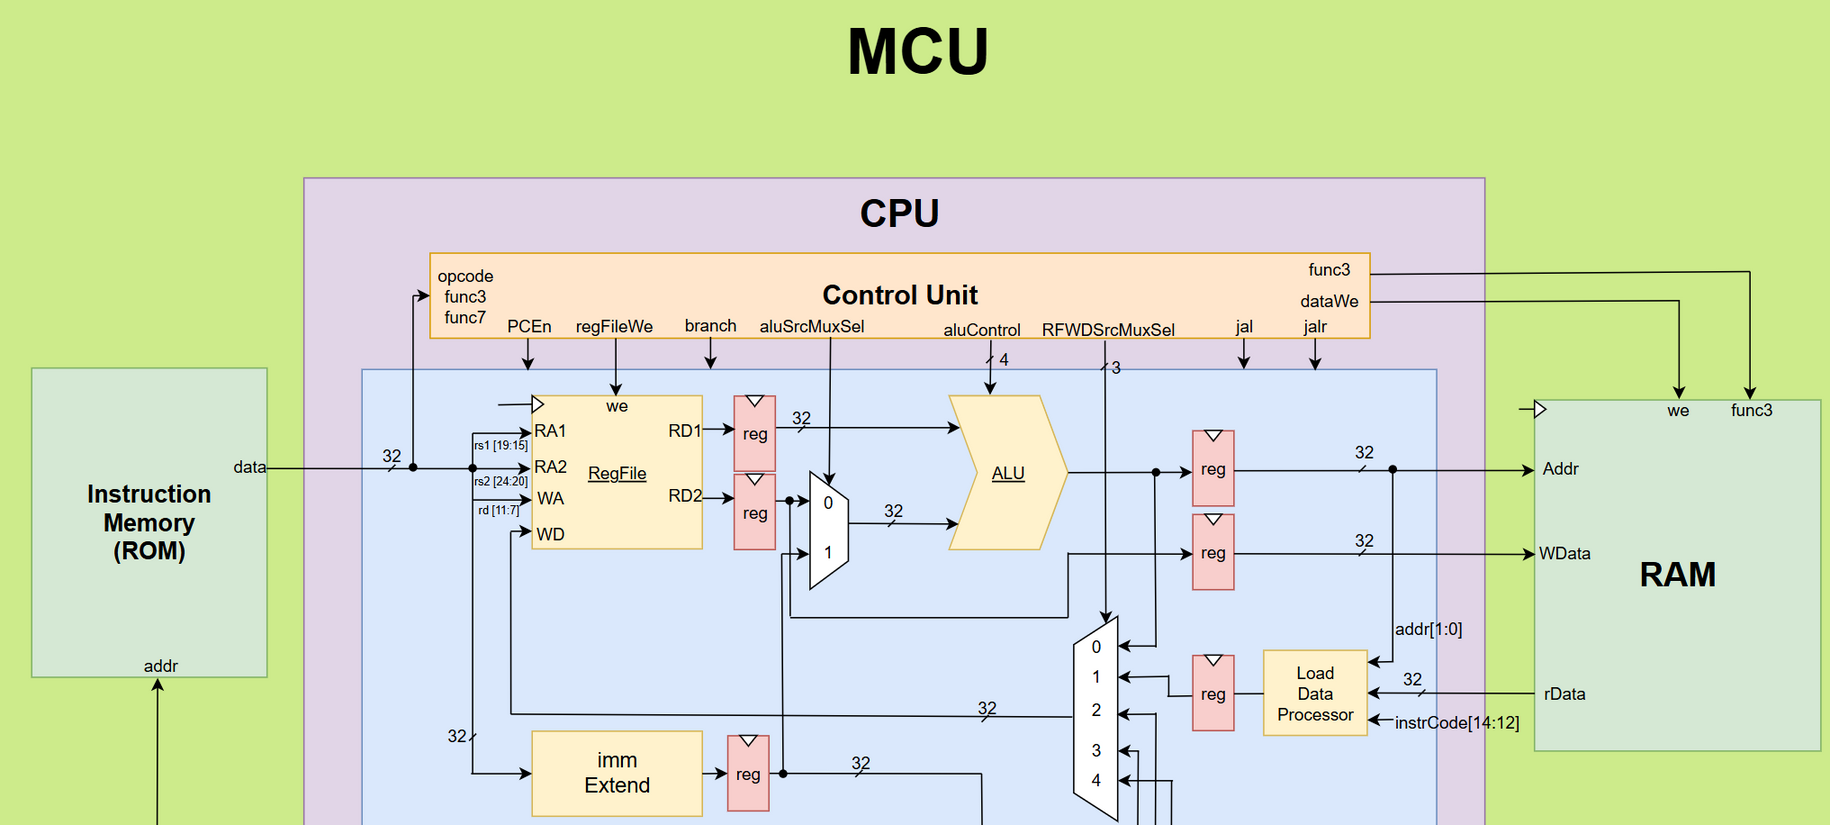 MCU
CPU
opcode
func3
func7
Control Unit
func3
dataWe
PCEn
regFileWe
branch
aluSrcMuxSel
aluControl
RFWDSrcMuxSel
jal
jalr
4
3
we
RA1
rs1 [19:15]
RA2
rs2 [24:20]
WA
rd [11:7]
WD
RegFile
RD1
RD2
reg
reg
32
0
1
32
ALU
reg
reg
32
32
data
32
Instruction
Memory
(ROM)
addr
we
func3
Addr
WData
RAM
rData
addr[1:0]
32
instrCode[14:12]
Load
Data
Processor
reg
0
1
2
3
4
32
32
imm
Extend
reg
32